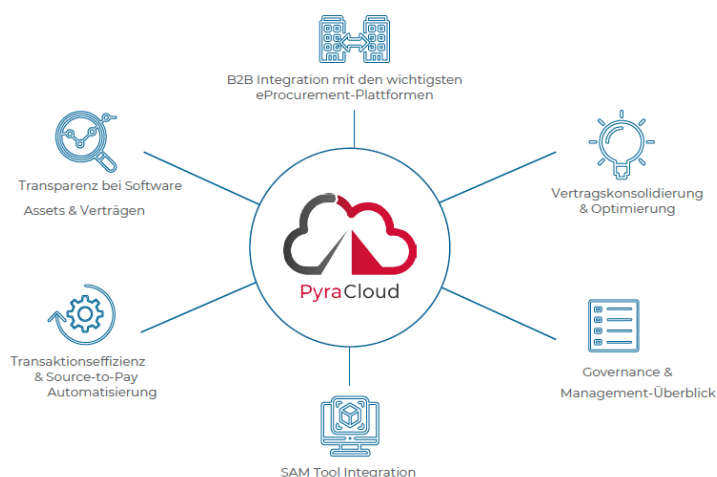 B2B Integration mit den wichtigsten
eProcurement-Plattformen
Transparenz bei Software
Assets & Verträgen
Vertragskonsolidierung
& Optimierung
PyraCloud
Transaktionseffizienz
& Source-to-Pay
Automatisierung
Governance &
Management-Überblick
SAM Tool Integration